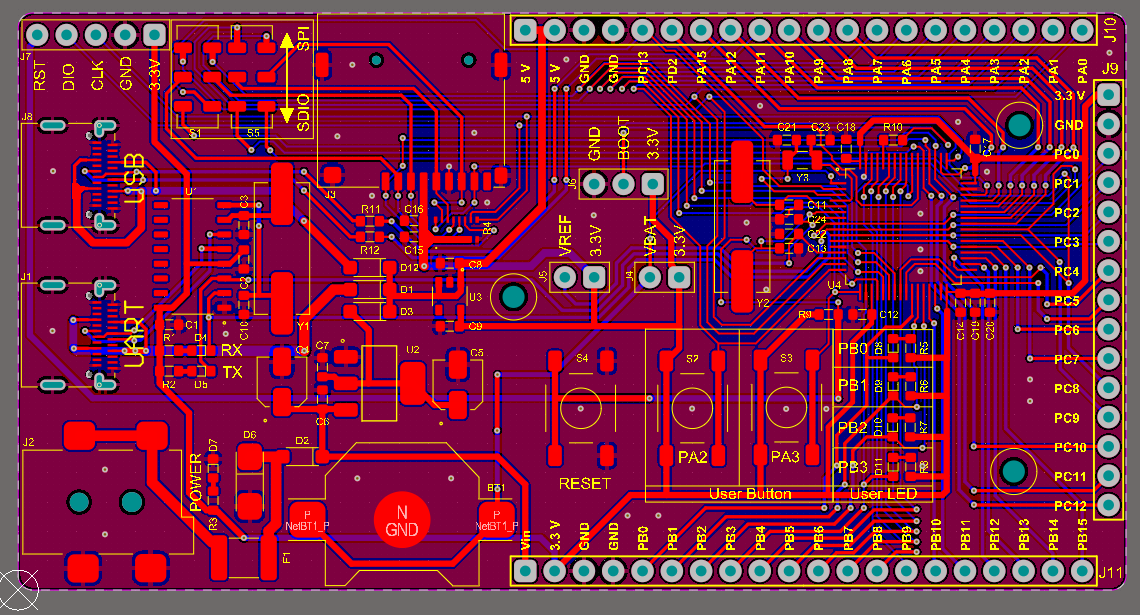 J7
RST
DIO
CLK
GND
3.3V
SPI
SDIO
S1
S5
5 V
5 V
GND
GND
PC13
PD2
PA15
PA12
PA11
PA10
PA9
PA8
PA7
PA6
PA5
PA4
PA3
PA2
PA1
PA0
J10
J9
3.3 V
GND
PC0
PC1
PC2
PC3
PC4
PC5
PC6
PC7
PC8
PC9
PC10
PC11
PC12
J8
USB
J3
GND
BOOT
3.3V
J6
C21
C23
C18
R10
Y3
C11
C24
C22
C13
Y2
U4
R9
C12
C14
C19
C20
C3
C2
C10
Y1
R11
C16
R12
C15
R4
D12
D1
D3
C8
U3
C9
VREF
3.3V
J5
VBAT
3.3V
J4
J1
UART
C1
D4
RX
R2
D5
TX
C7
U2
C5
C6
S4
RESET
S2
PA2
S3
PA3
User Button
PB0
D8
R5
PB1
D9
R6
PB2
D10
R7
PB3
D11
R8
User LED
J2
POWER
D7
R3
D6
D2
F1
BT1
P
NetBT1_P
N
GND
P
NetBT1_P
Vin
3.3 V
GND
GND
PB0
PB1
PB2
PB3
PB4
PB5
PB6
PB7
PB8
PB9
PB10
PB11
PB12
PB13
PB14
PB15
J11